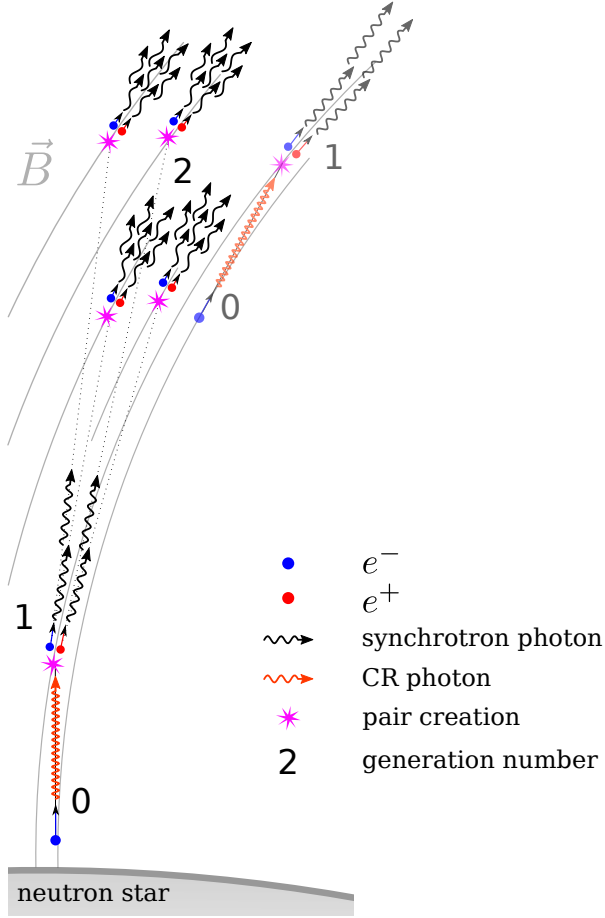 2
1
B⃗
0
1
e⁻
e⁺
synchrotron photon
CR photon
pair creation
2 generation number
0
neutron star